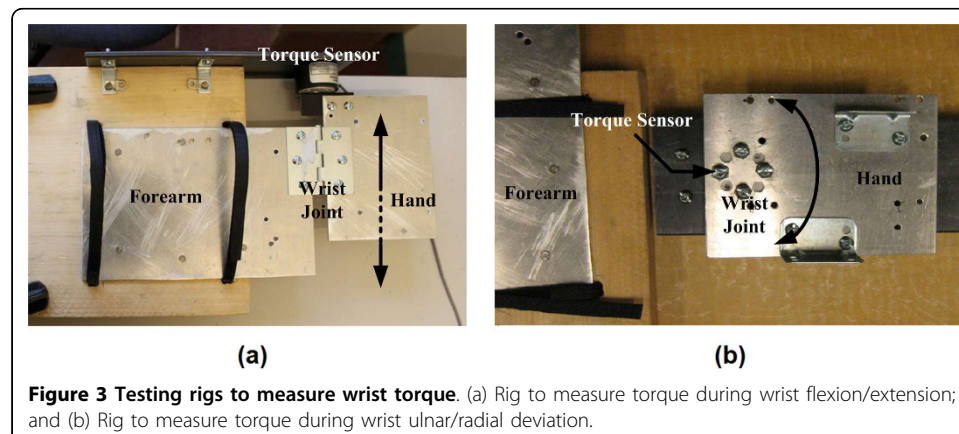 Torque Sensor
Forearm
Wrist
Joint
Hand
Torque Sensor
Forearm
Wrist
Joint
Hand
(a)
(b)
Figure 3 Testing rigs to measure wrist torque. (a) Rig to measure torque during wrist flexion/extension;
and (b) Rig to measure torque during wrist ulnar/radial deviation.